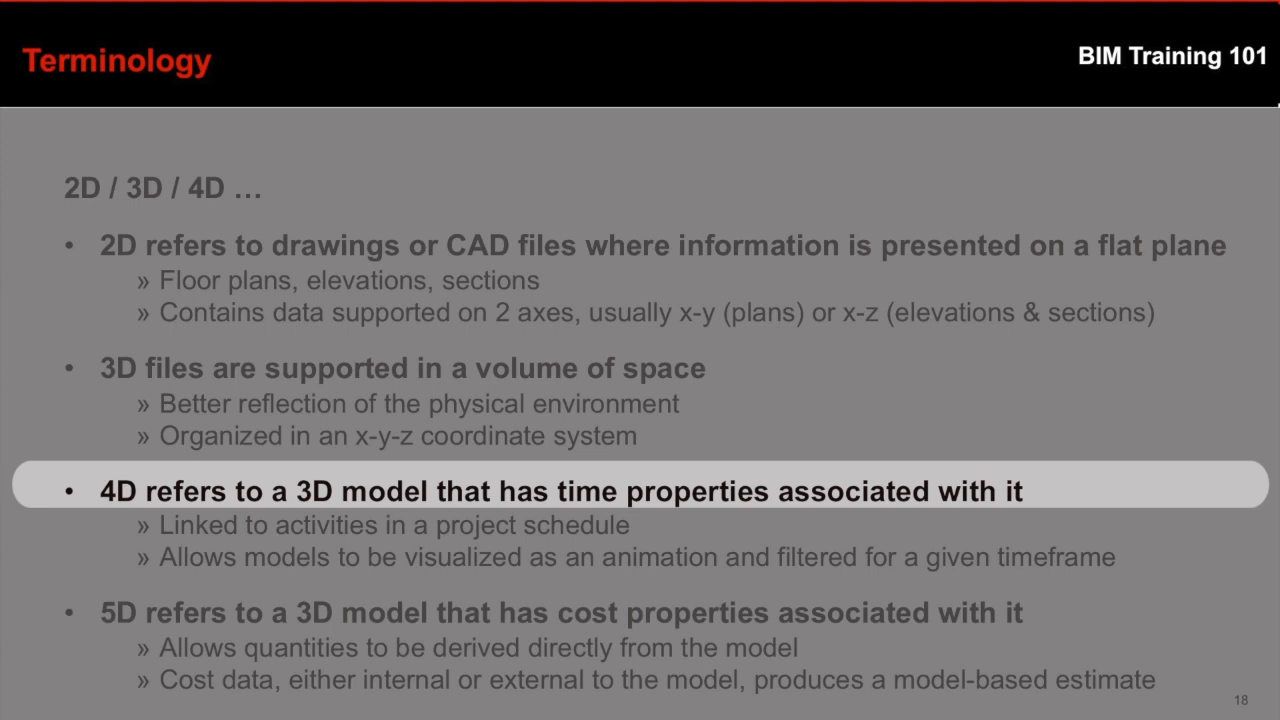 Terminology
BIM Training 101
2D / 3D / 4D …
• 2D refers to drawings or CAD files where information is presented on a flat plane
» Floor plans, elevations, sections
» Contains data supported on 2 axes, usually x-y (plans) or x-z (elevations & sections)
• 3D files are supported in a volume of space
» Better reflection of the physical environment
» Organized in an x-y-z coordinate system
• 4D refers to a 3D model that has time properties associated with it
» Linked to activities in a project schedule
» Allows models to be visualized as an animation and filtered for a given timeframe
• 5D refers to a 3D model that has cost properties associated with it
» Allows quantities to be derived directly from the model
» Cost data, either internal or external to the model, produces a model-based estimate
18